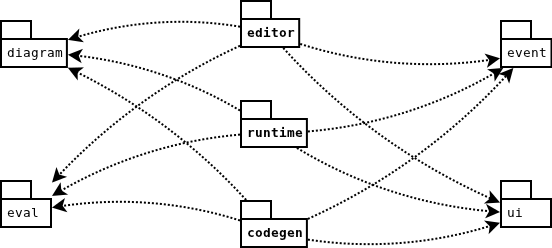 editor
diagram
event
runtime
eval
codegen
ui